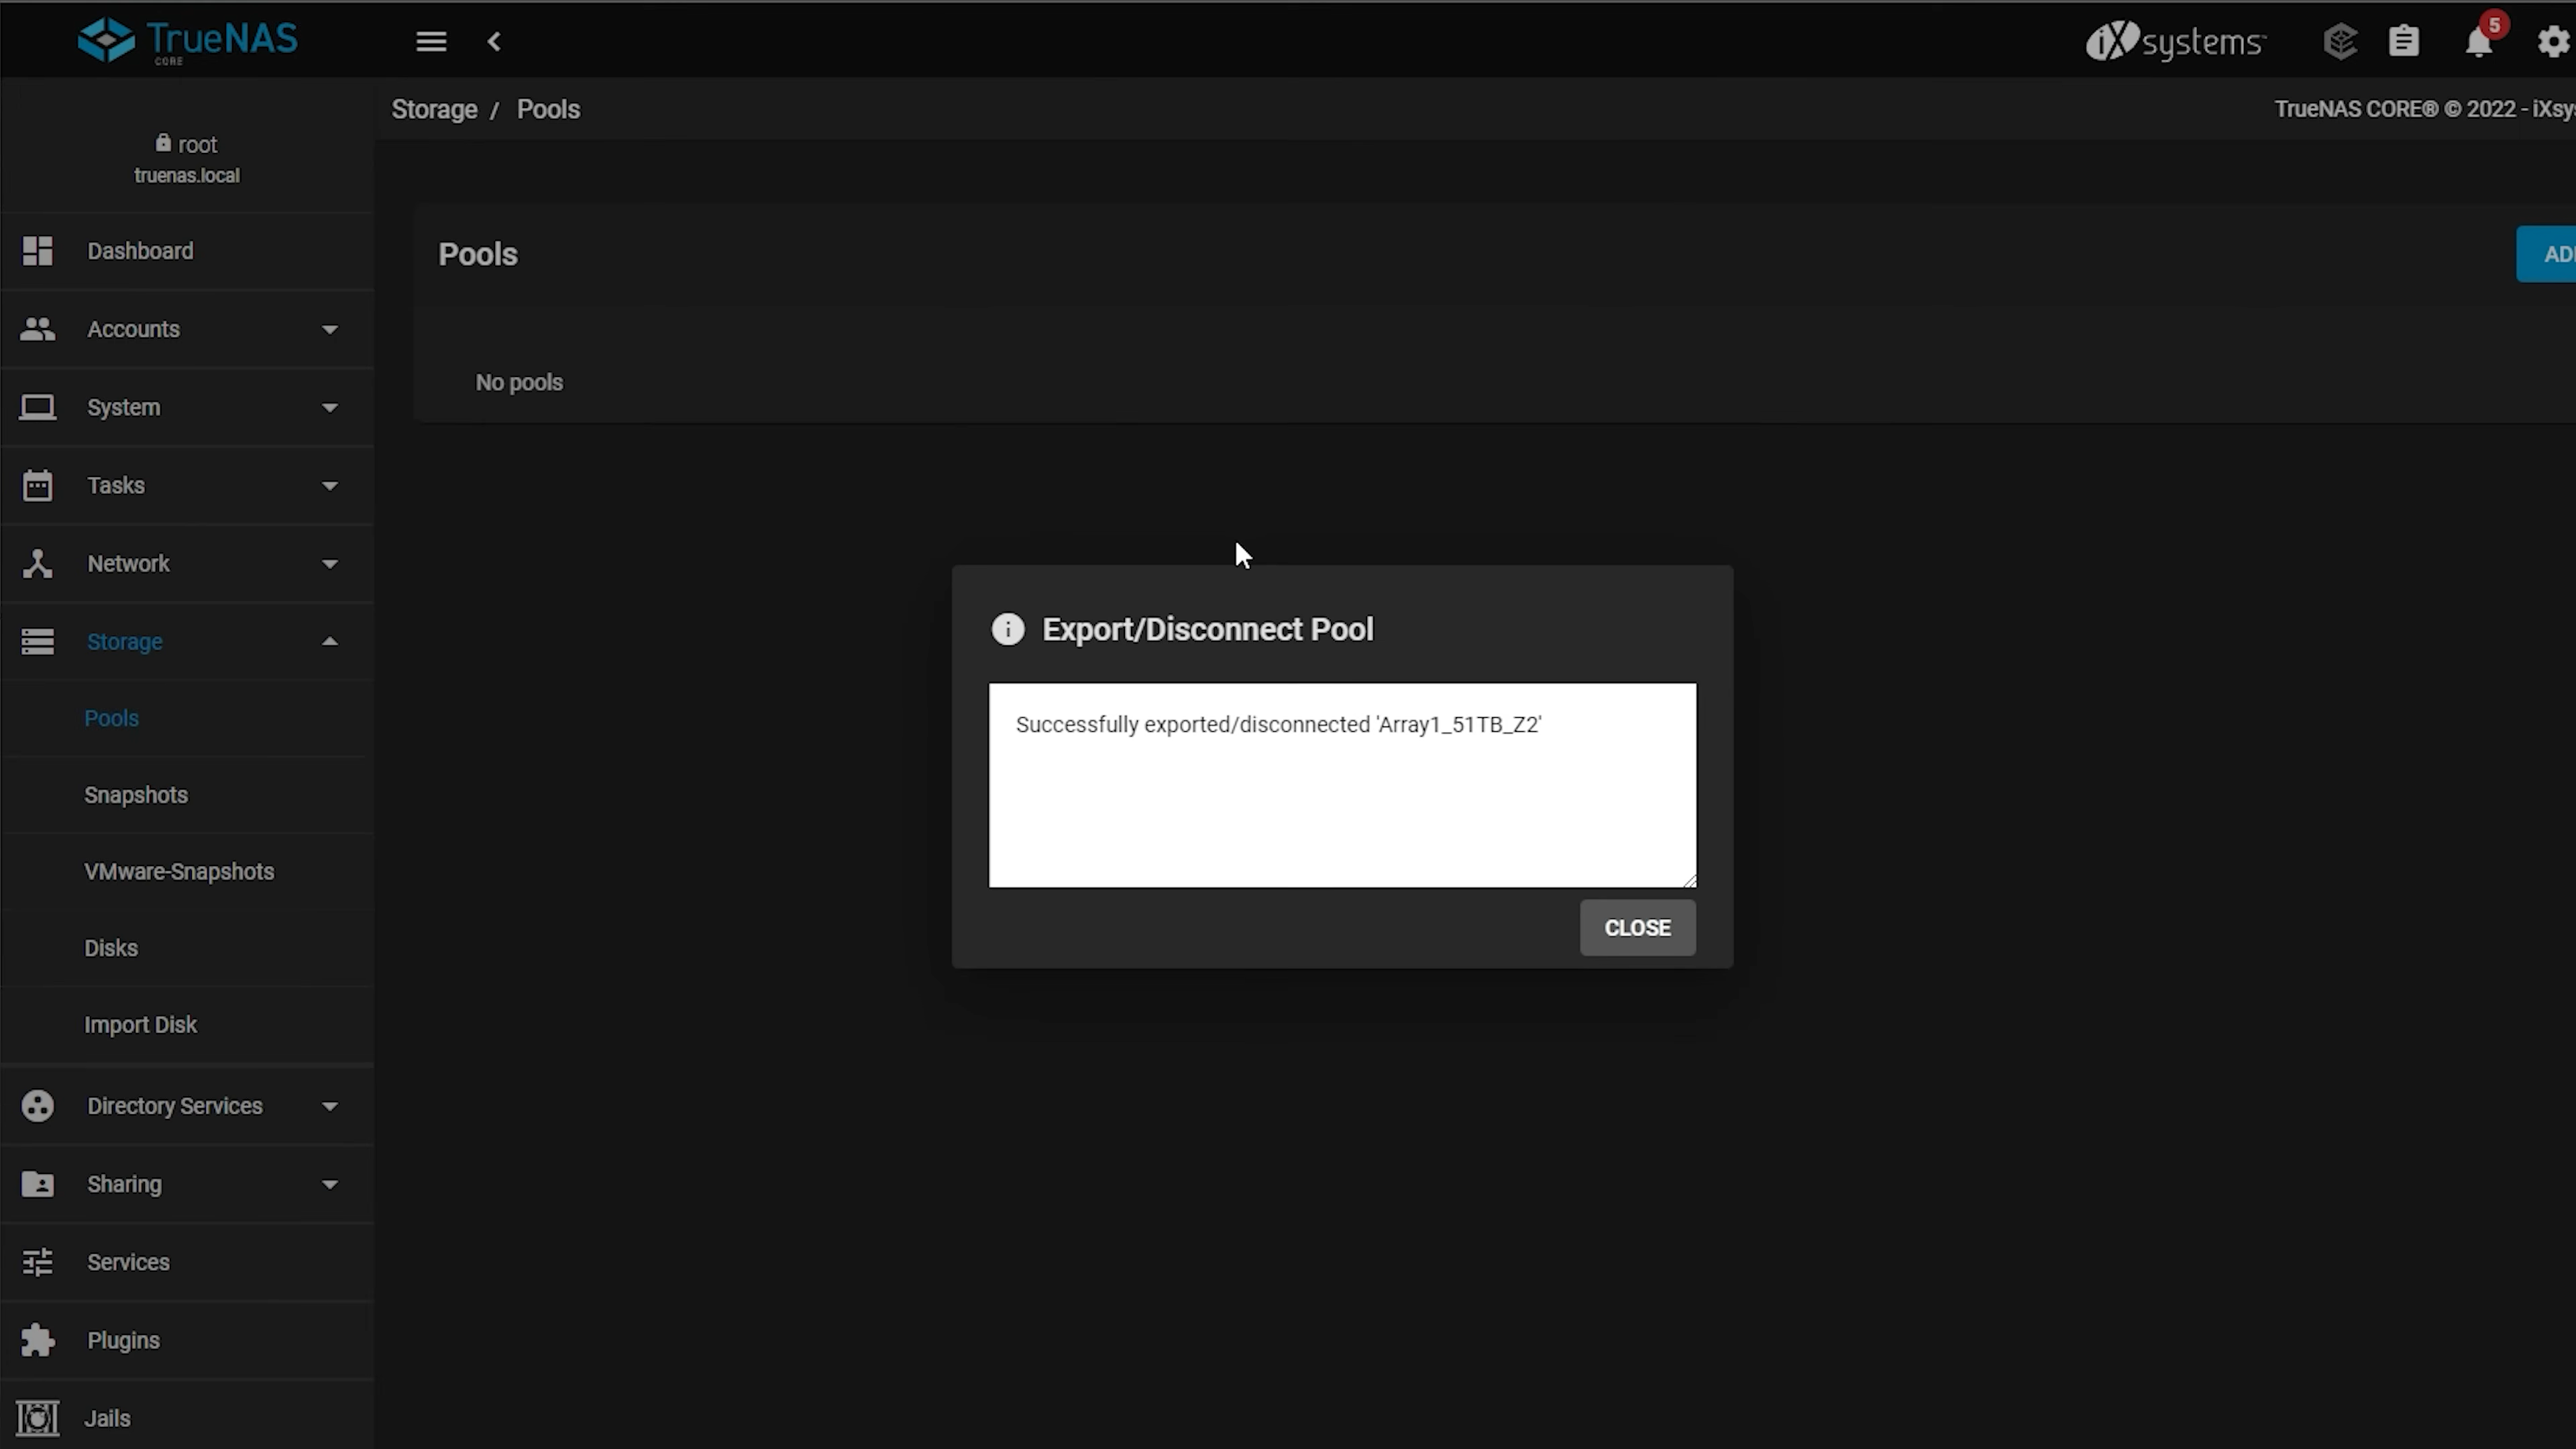 TrueNAS
CORE
iXsystems™
5
Storage / Pools
TrueNAS CORE® © 2022 - iXsys
root
truenas.local
Dashboard
Accounts
System
Tasks
Network
Storage
Pools
Snapshots
VMware-Snapshots
Disks
Import Disk
Directory Services
Sharing
Services
Plugins
Jails
Pools
AD
No pools
Export/Disconnect Pool
Successfully exported/disconnected 'Array1_51TB_Z2'
CLOSE